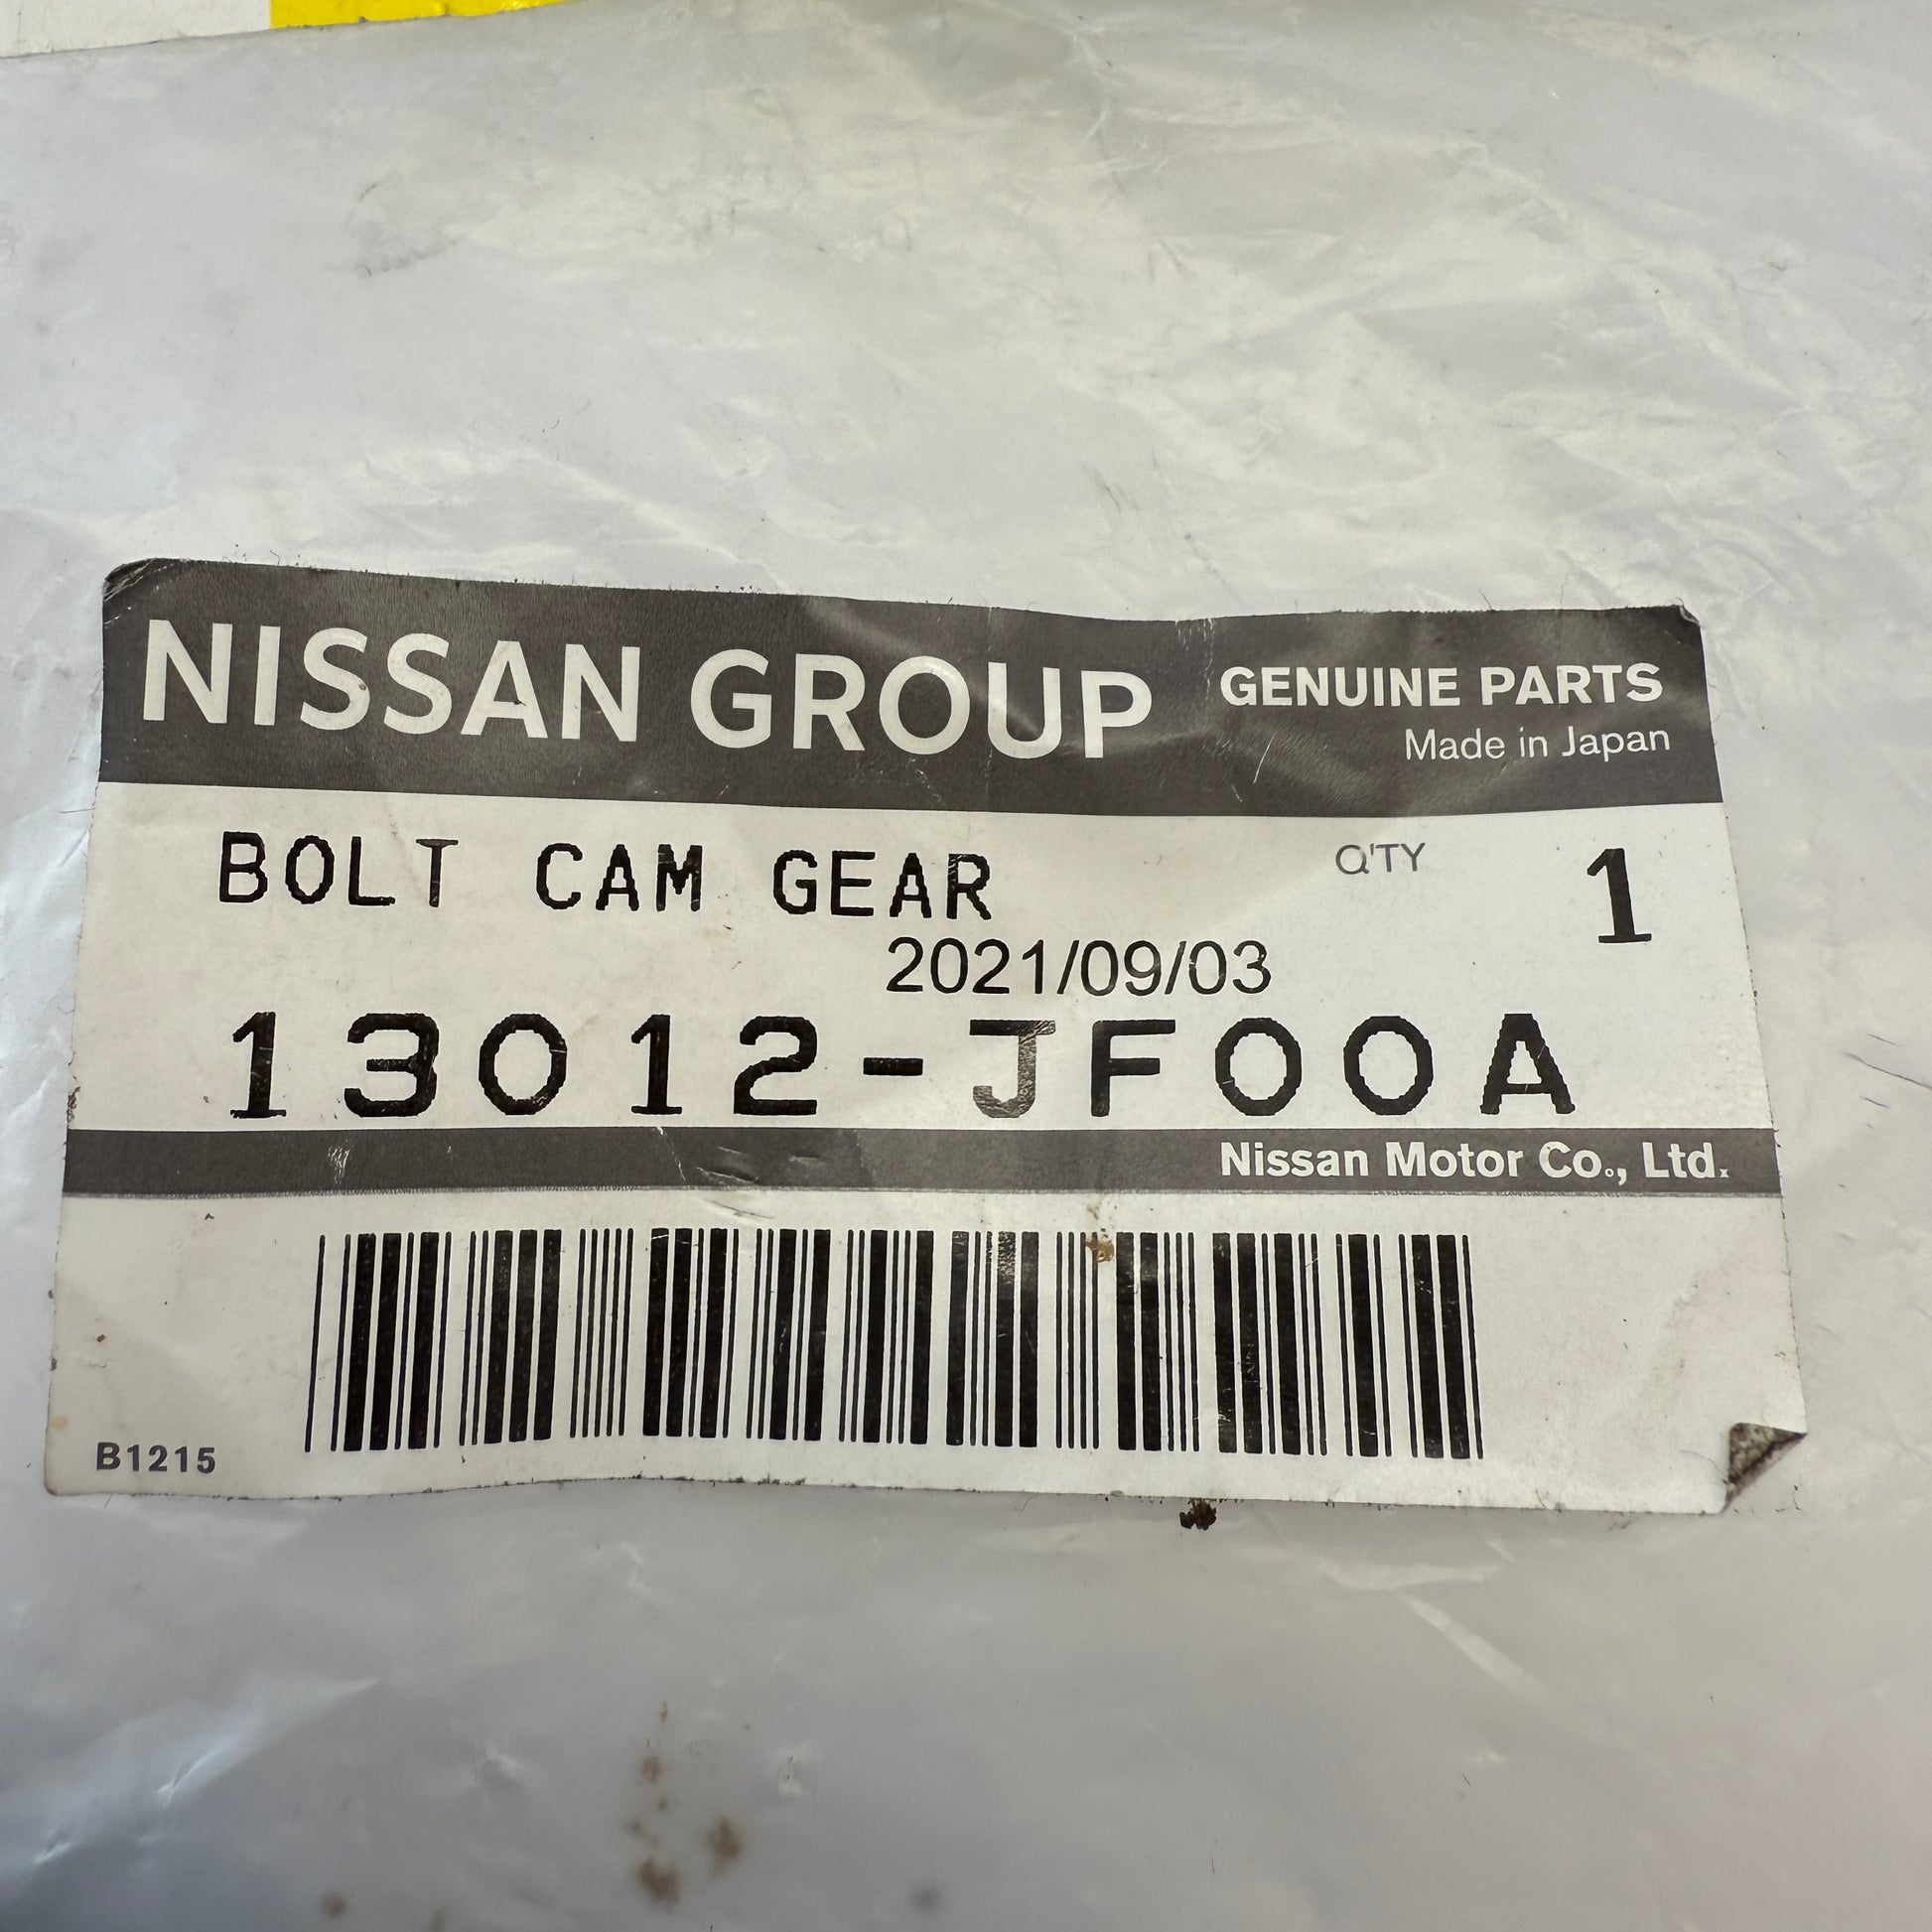 NISSAN GROUP GENUINE PARTS
Made in Japan
BOLT CAM GEAR Q'TY 1
2021/09/03
13012-JF00A
Nissan Motor Co., Ltd.
B1215